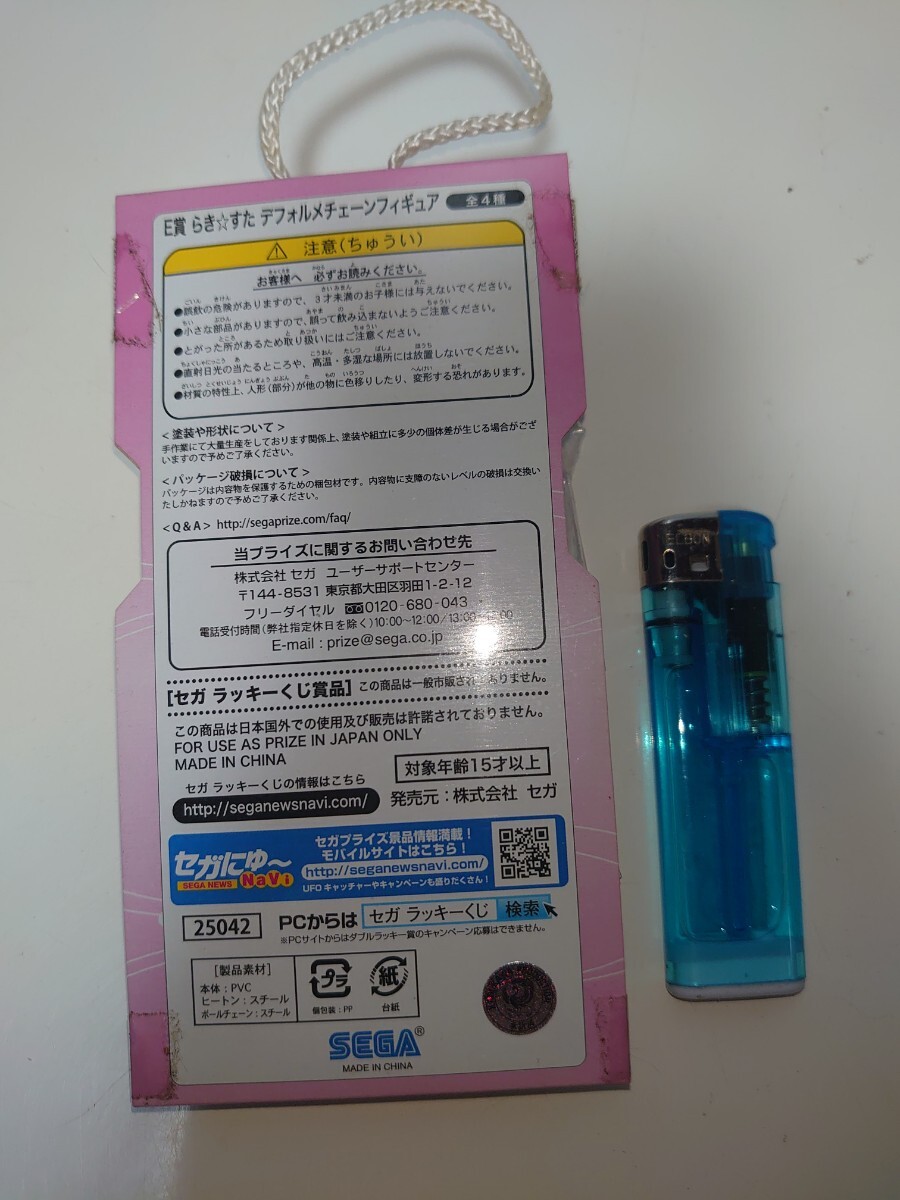 E賞 らき☆すた デフォルメチェーンフィギュア 全4種
⚠ 注意(ちゅうい)
お客様へ 必ずお読みください。
●誤飲の危険がありますので、3才未満のお子様には与えないでください。
●小さな部品がありますので、誤って飲み込まないようご注意ください。
●とがった所があるため取り扱いにはご注意ください。
●直射日光の当たるところや、高温・多湿な場所には放置しないでください。
●材質の特性上、人形(部分)が他の物に色移りしたり、変形する恐れがあります。
<塗装や形状について>
手作業にて大量生産をしております関係上、塗装や組立に多少の個体差が生じる場合がござ
いますので予めご了承ください。
<パッケージ破損について>
パッケージは内容物を保護するための梱包材です。内容物に支障のないレベルの破損は交換い
たしかねますので予めご了承ください。
<Q&A> http://segaprize.com/faq/
当プライズに関するお問い合わせ先
株式会社 セガ ユーザーサポートセンター
〒144-8531 東京都大田区羽田1-2-12
フリーダイヤル 0120-680-043
電話受付時間(弊社指定休日を除く)10:00~12:00/13:00
E-mail : prize@sega.co.jp
[セガ ラッキーくじ賞品] この商品は一般市販されておりません。
この商品は日本国外での使用及び販売は許諾されておりません。
FOR USE AS PRIZE IN JAPAN ONLY
MADE IN CHINA
対象年齢15才以上
セガ ラッキーくじの情報はこちら
http://seganewsnavi.com/
発売元:株式会社 セガ
セガにゅ~
SEGA NEWS NaVi
セガプライズ景品情報満載!
モバイルサイトはこちら!
http://seganewsnavi.com/
UFOキャッチャーやキャンペーンも盛りだくさん!
25042
PCからは セガ ラッキーくじ 検索
※PCサイトからはダブルラッキー賞のキャンペーン応募はできません。
[製品素材]
本体:PVC
ヒートン:スチール
ボールチェーン:スチール
プラ
個包装:PP
紙
台紙
SEGA®
MADE IN CHINA